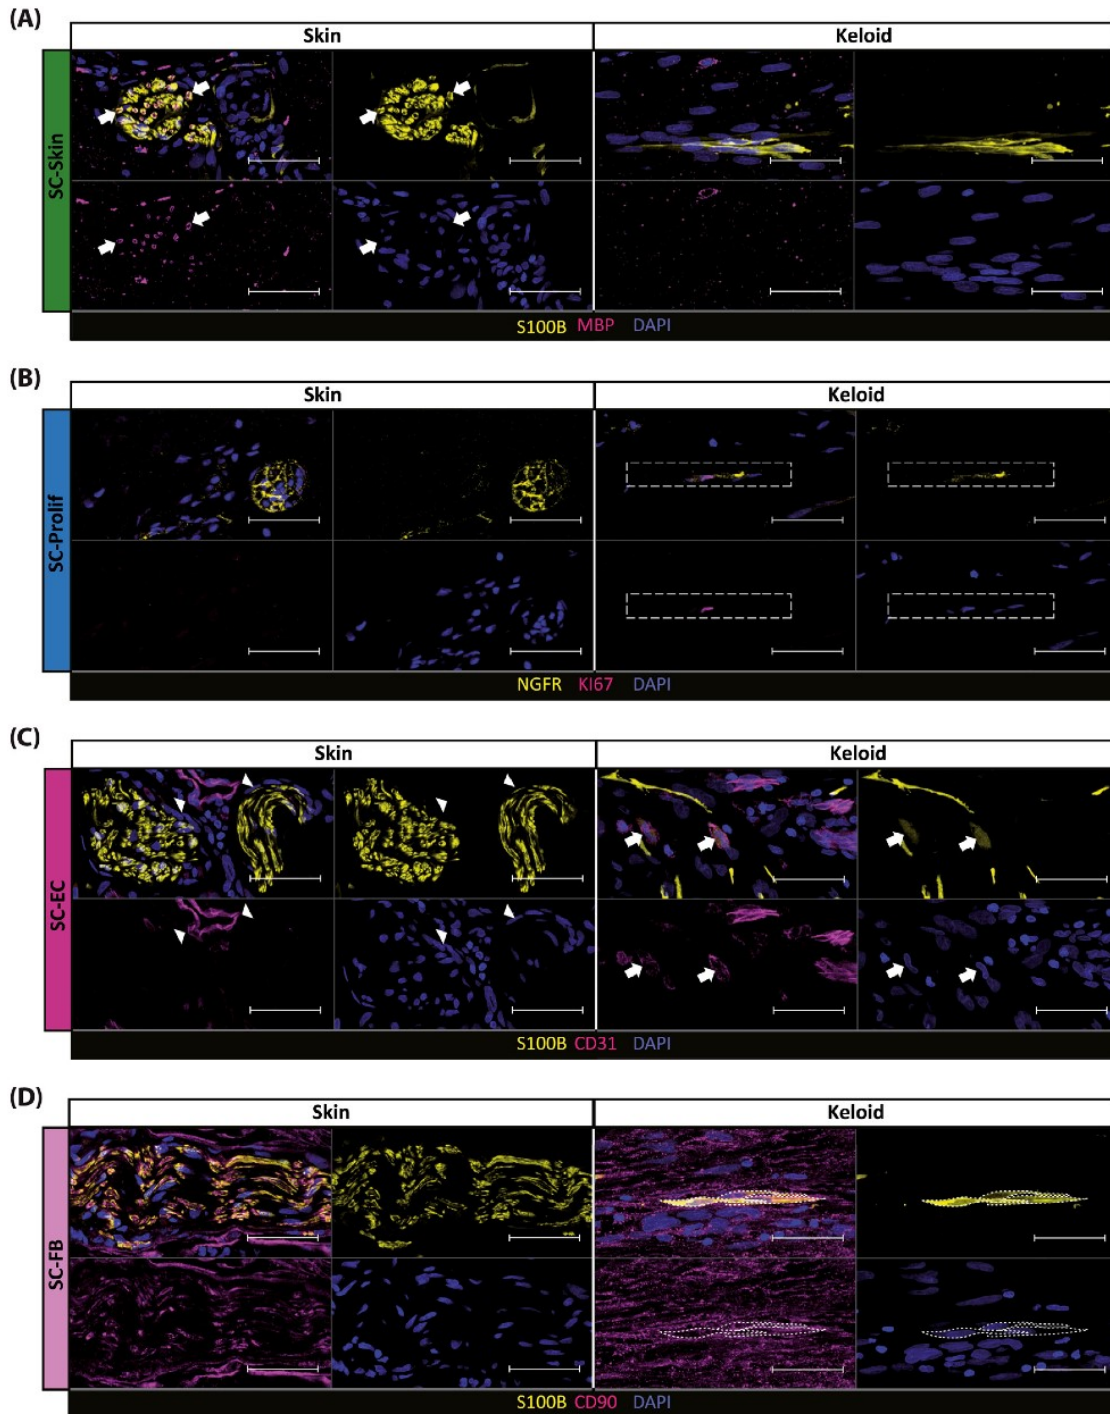 (A)
Skin Keloid
SC-Skin
S100B MBP DAPI
(B)
Skin Keloid
SC-Prolif
NGFR KI67 DAPI
(C)
Skin Keloid
SC-EC
S100B CD31 DAPI
(D)
Skin Keloid
SC-FB
S100B CD90 DAPI